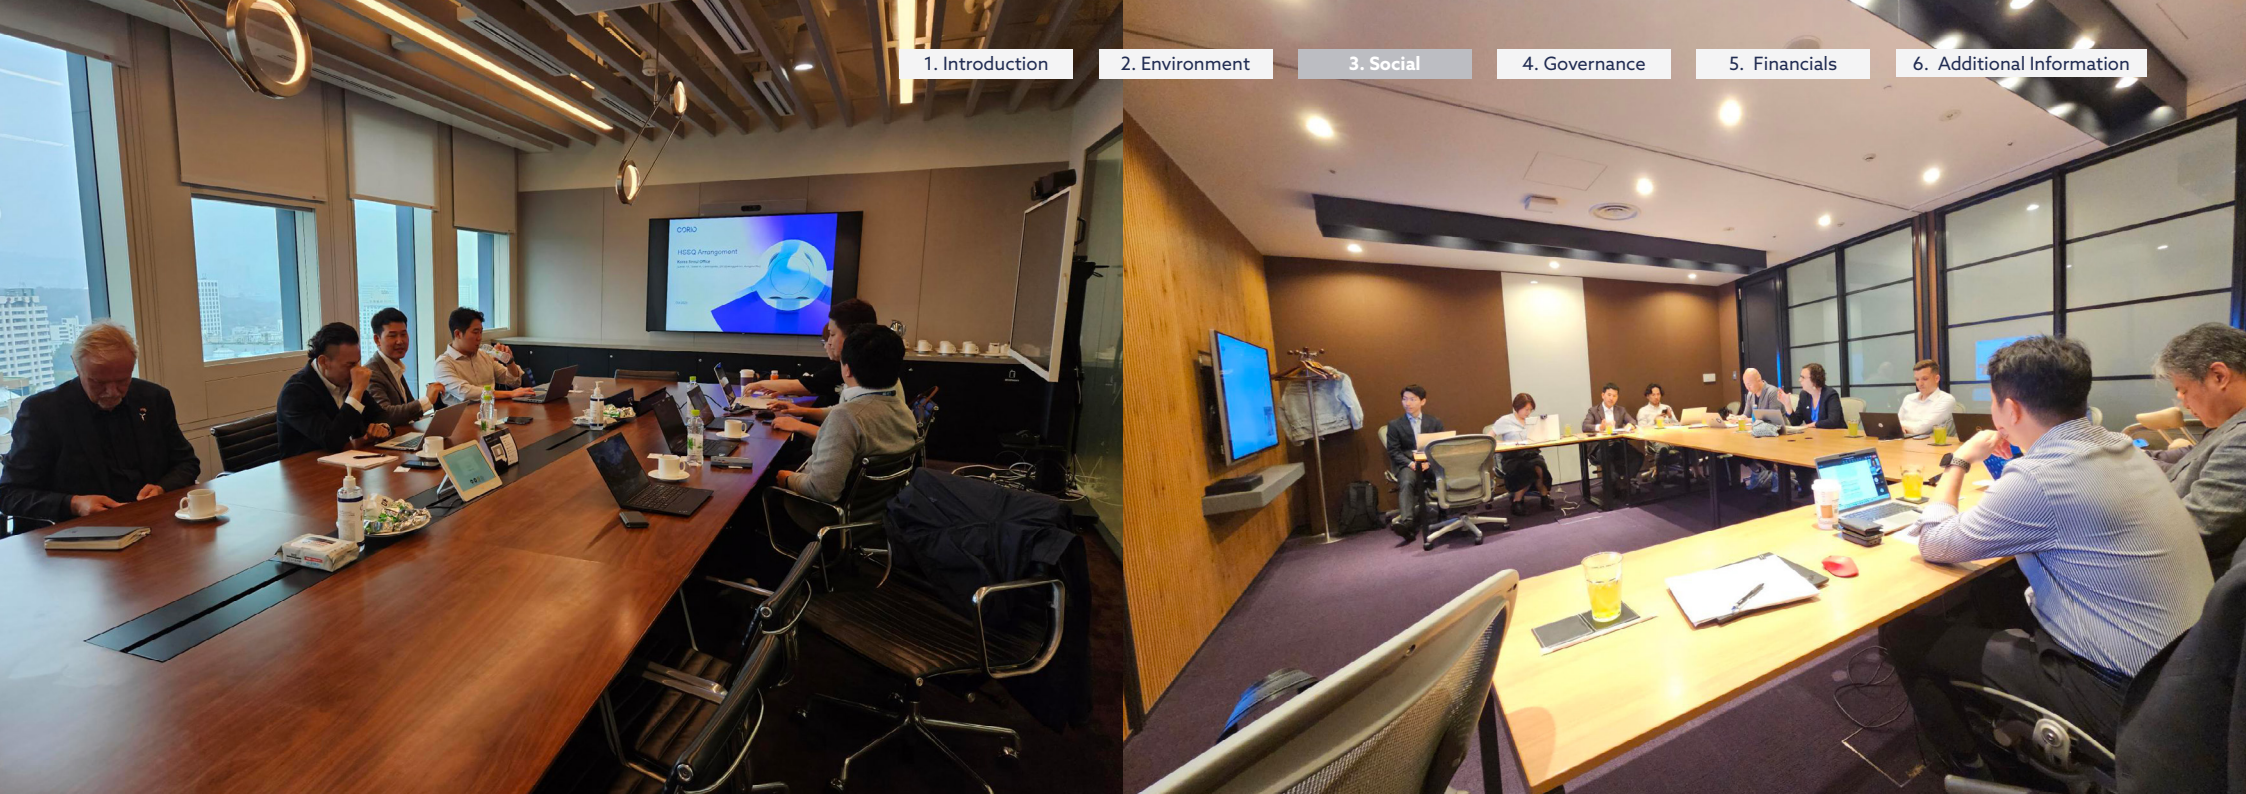 1. Introduction
2. Environment
3. Social
4. Governance
5. Financials
6. Additional Information
CORIO
HSEQ Arrangement